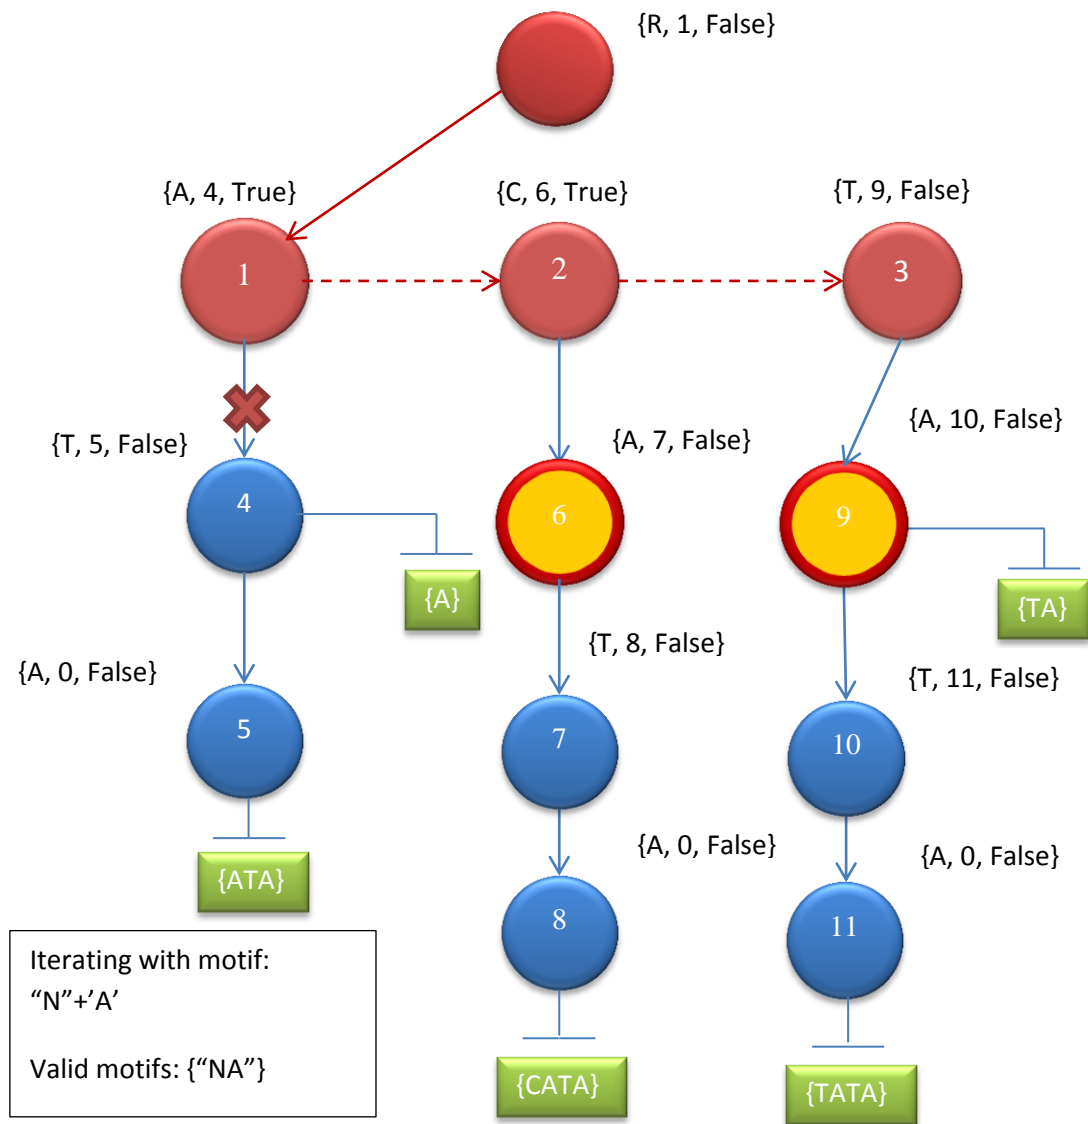 {R, 1, False}
{A, 4, True}
{C, 6, True}
{T, 9, False}
1
2
3
{T, 5, False}
{A, 7, False}
{A, 10, False}
4
6
9
{A}
{TA}
{A, 0, False}
{T, 8, False}
{T, 11, False}
5
7
10
{ATA}
{A, 0, False}
{A, 0, False}
8
11
Iterating with motif:
“N”+’A’
Valid motifs: {“NA”}
{CATA}
{TATA}